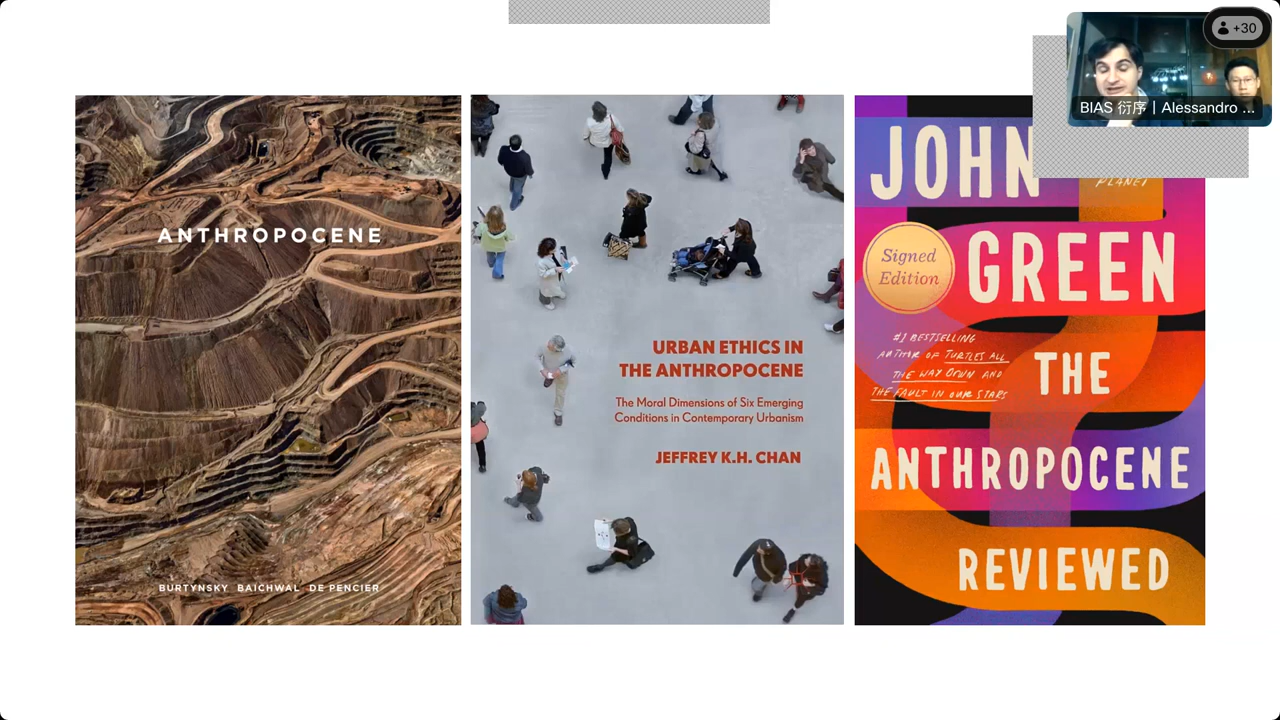 ANTHROPOCENE
BURTYNSKY BAICHWAL DE PENCIER
URBAN ETHICS IN
THE ANTHROPOCENE
The Moral Dimensions of Six Emerging
Conditions in Contemporary Urbanism
JEFFREY K.H. CHAN
JOHN
PLANET
GREEN
Signed
Edition
#1 BESTSELLING
AUTHOR OF TURTLES ALL
THE WAY DOWN AND
THE FAULT IN OUR STARS
THE
ANTHROPOCENE
REVIEWED
+30
BIAS 衍序 | Alessandro ...